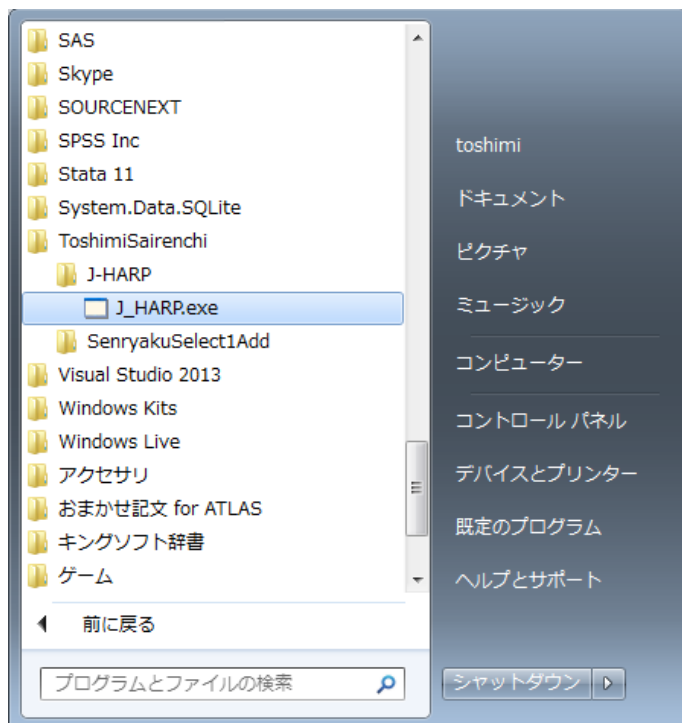 SAS
Skype
SOURCENEXT
SPSS Inc
Stata 11
System.Data.SQLite
ToshimiSairenchi
J-HARP
J_HARP.exe
SenryakuSelect1Add
Visual Studio 2013
Windows Kits
Windows Live
アクセサリ
おまかせ記文 for ATLAS
キングソフト辞書
ゲーム
前に戻る
プログラムとファイルの検索
toshimi
ドキュメント
ピクチャ
ミュージック
コンピューター
コントロール パネル
デバイスとプリンター
既定のプログラム
ヘルプとサポート
シャットダウン